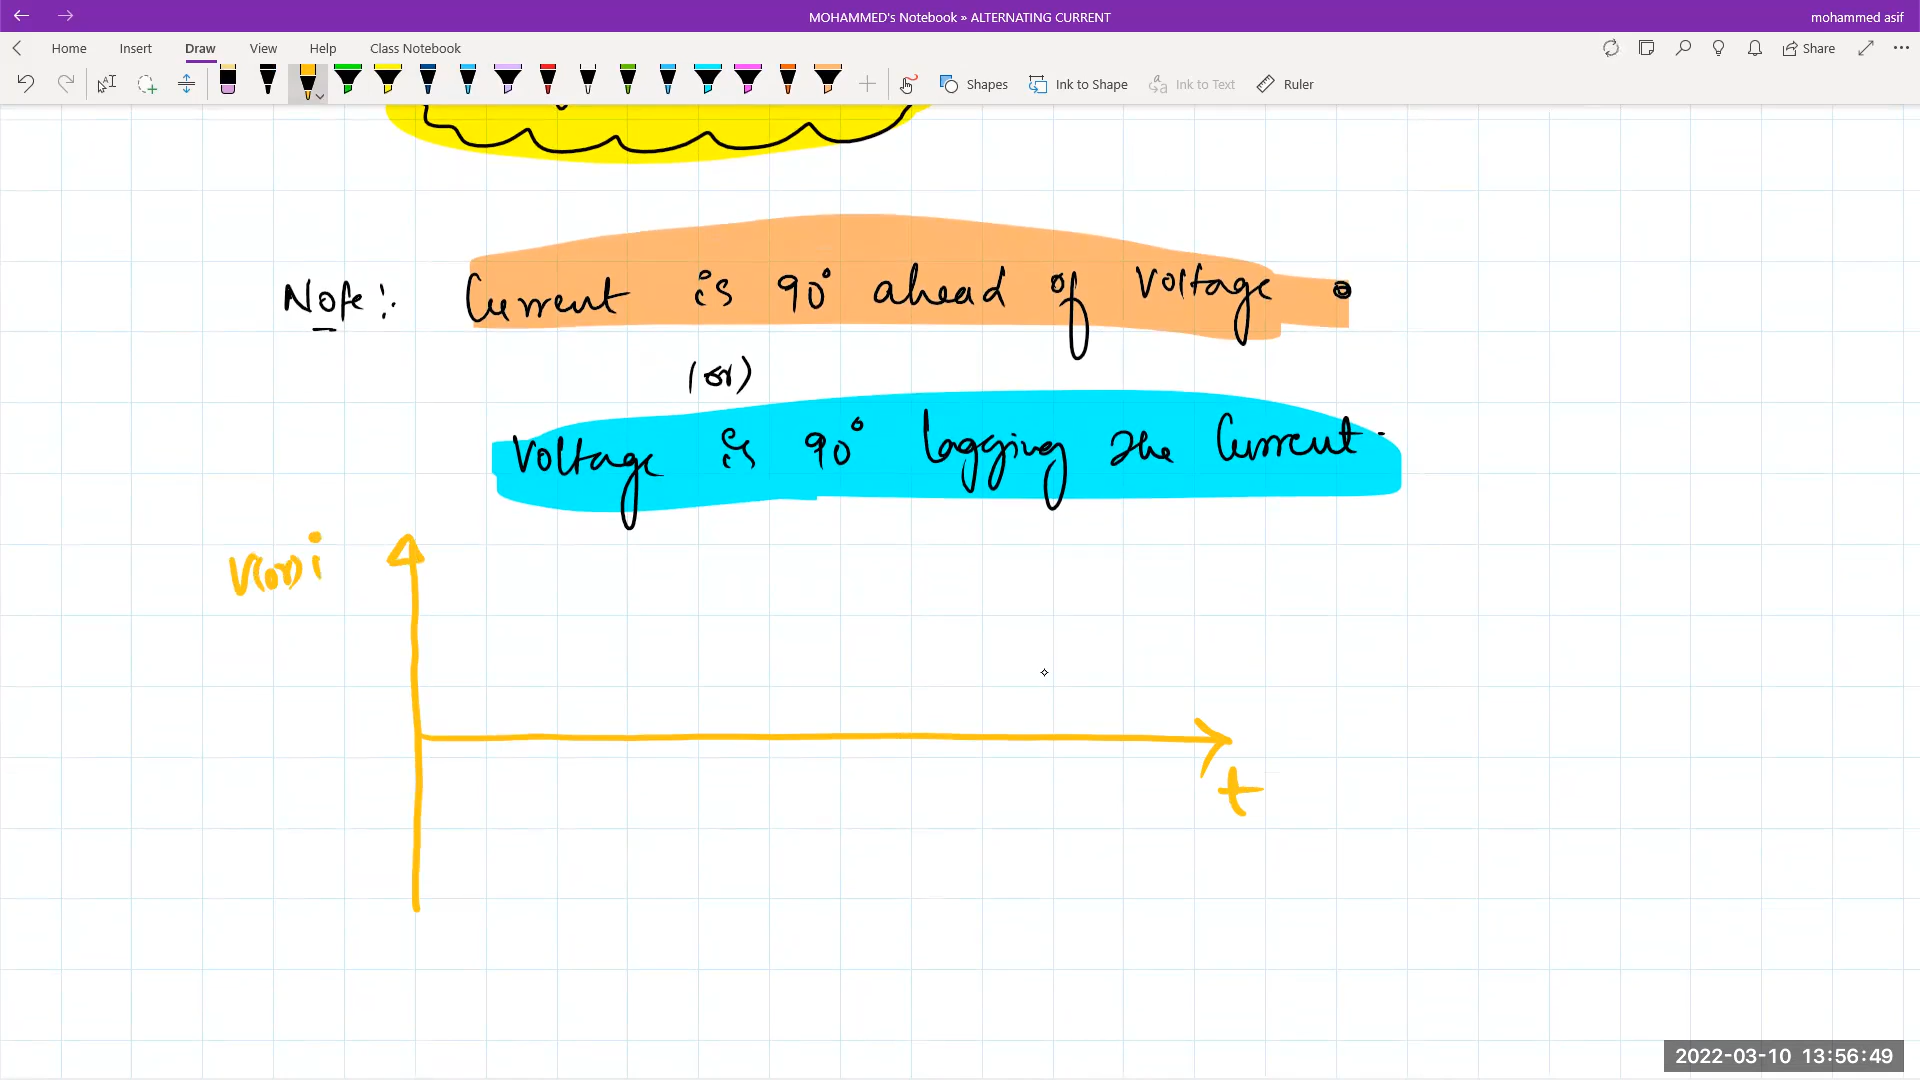 MOHAMMED's Notebook » ALTERNATING CURRENT
mohammed asif
Home Insert Draw View Help Class Notebook
Share
Shapes Ink to Shape Ink to Text Ruler
Note :- Current is 90° ahead of Voltage
(or)
Voltage is 90° lagging the Current.
V(or) i
t
2022-03-10 13:56:49